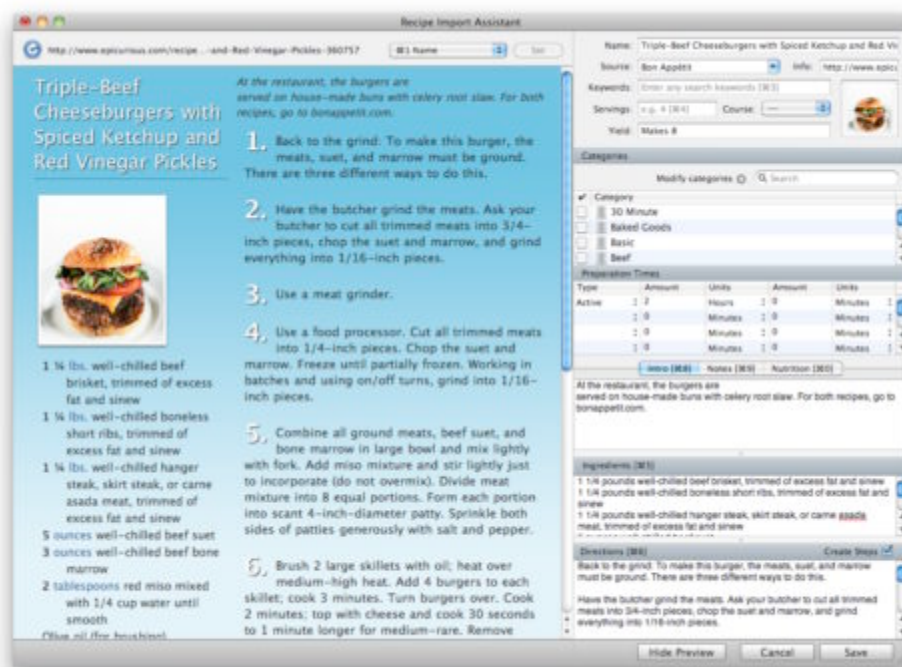 Recipe Import Assistant
http://www.epicurious.com/recipe...-and-Red-Vinegar-Pickles-360757
⌘1 Name
Set
Triple-Beef
Cheeseburgers with
Spiced Ketchup and
Red Vinegar Pickles
1 ¼ lbs. well-chilled beef
brisket, trimmed of excess
fat and sinew
1 ¼ lbs. well-chilled boneless
short ribs, trimmed of
excess fat and sinew
1 ¼ lbs. well-chilled hanger
steak, skirt steak, or carne
asada meat, trimmed of
excess fat and sinew
5 ounces well-chilled beef suet
3 ounces well-chilled beef bone
marrow
2 tablespoons red miso mixed
with 1/4 cup water until
smooth
Olive oil (for brushing)
At the restaurant, the burgers are
served on house-made buns with celery root slaw. For both
recipes, go to bonappetit.com.
1. Back to the grind: To make this burger, the
meats, suet, and marrow must be ground.
There are three different ways to do this.
2. Have the butcher grind the meats. Ask your
butcher to cut all trimmed meats into 3/4-
inch pieces, chop the suet and marrow, and grind
everything into 1/16-inch pieces.
3. Use a meat grinder.
4. Use a food processor. Cut all trimmed meats
into 1/4-inch pieces. Chop the suet and
marrow. Freeze until partially frozen. Working in
batches and using on/off turns, grind into 1/16-
inch pieces.
5. Combine all ground meats, beef suet, and
bone marrow in large bowl and mix lightly
with fork. Add miso mixture and stir lightly just
to incorporate (do not overmix). Divide meat
mixture into 8 equal portions. Form each portion
into scant 4-inch-diameter patty. Sprinkle both
sides of patties generously with salt and pepper.
6. Brush 2 large skillets with oil; heat over
medium-high heat. Add 4 burgers to each
skillet; cook 3 minutes. Turn burgers over. Cook
2 minutes; top with cheese and cook 30 seconds
to 1 minute longer for medium-rare. Remove
Name: Triple-Beef Cheeseburgers with Spiced Ketchup and Red Vin
Source: Bon Appétit Info: http://www.epicu
Keywords: Enter any search keywords [⌘3]
Servings: e.g. 4 [⌘4] Course: —
Yield: Makes 8
Categories
Modify categories Search
✔ Category
30 Minute
Baked Goods
Basic
Beef
Preparation Times
Type Amount Units Amount Units
Active 2 Hours 0 Minutes
0 Minutes 0 Minutes
0 Minutes 0 Minutes
0 Minutes 0 Minutes
Intro [⌘8] Notes [⌘9] Nutrition [⌘0]
At the restaurant, the burgers are
served on house-made buns with celery root slaw. For both recipes, go to
bonappetit.com.
Ingredients [⌘5]
1 1/4 pounds well-chilled beef brisket, trimmed of excess fat and sinew
1 1/4 pounds well-chilled boneless short ribs, trimmed of excess fat and
sinew
1 1/4 pounds well-chilled hanger steak, skirt steak, or carne asada
meat, trimmed of excess fat and sinew
Directions [⌘6] Create Steps
Back to the grind: To make this burger, the meats, suet, and marrow
must be ground. There are three different ways to do this.
Have the butcher grind the meats. Ask your butcher to cut all trimmed
meats into 3/4-inch pieces, chop the suet and marrow, and grind
everything into 1/16-inch pieces.
Hide Preview Cancel Save